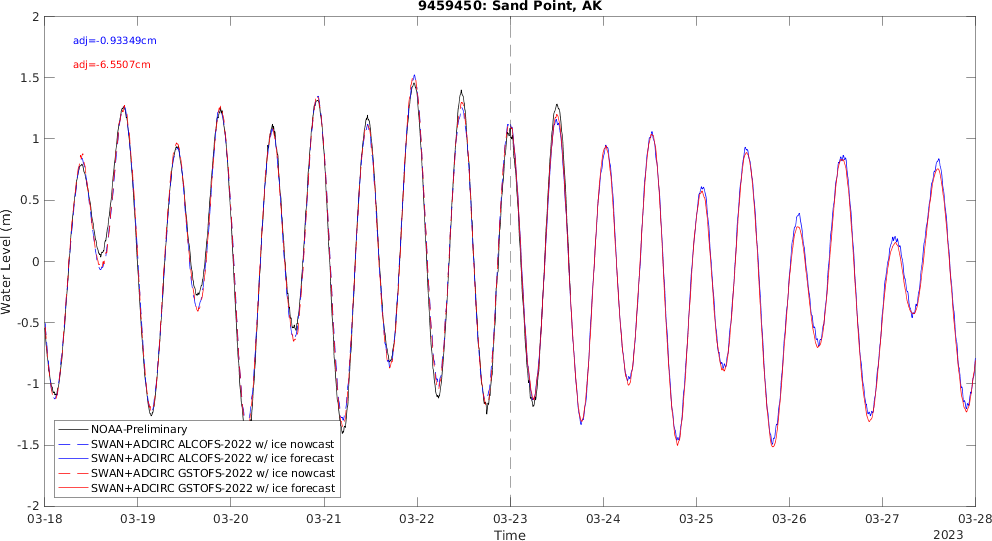 9459450: Sand Point, AK
adj=-0.93349cm
adj=-6.5507cm
Water Level (m)
2
1.5
1
0.5
0
-0.5
-1
-1.5
-2
NOAA-Preliminary
SWAN+ADCIRC ALCOFS-2022 w/ ice nowcast
SWAN+ADCIRC ALCOFS-2022 w/ ice forecast
SWAN+ADCIRC GSTOFS-2022 w/ ice nowcast
SWAN+ADCIRC GSTOFS-2022 w/ ice forecast
03-18 03-19 03-20 03-21 03-22 03-23 03-24 03-25 03-26 03-27 03-28
Time
2023